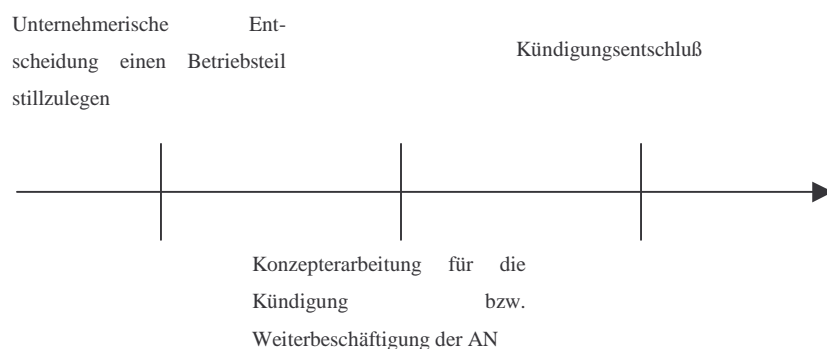 Unternehmerische Ent-
scheidung einen Betriebsteil
stillzulegen
Kündigungsentschluß
Konzepterarbeitung für die
Kündigung bzw.
Weiterbeschäftigung der AN